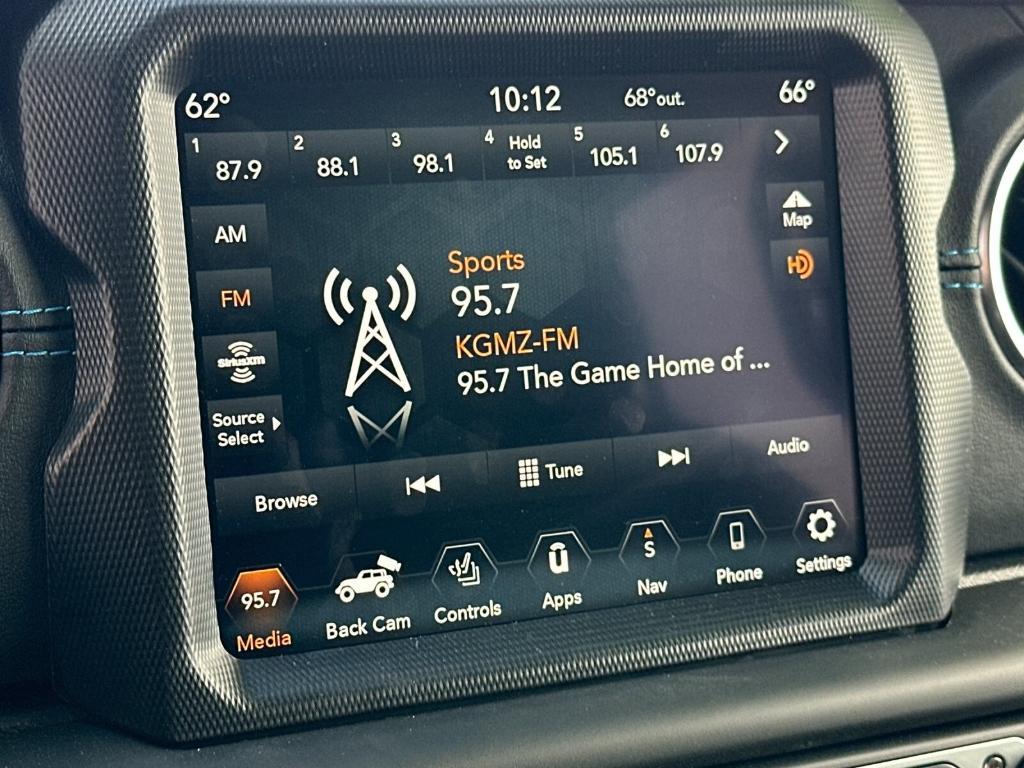 62° 10:12 68°out. 66°
1 2 3 4 Hold 5 6
87.9 88.1 98.1 to Set 105.1 107.9
Map
AM
HD
Sports
FM
95.7
KGMZ-FM
SiriusXM
95.7 The Game Home of ...
Source
Select
Browse Tune Audio
95.7 û S
Media Back Cam Controls Apps Nav Phone Settings